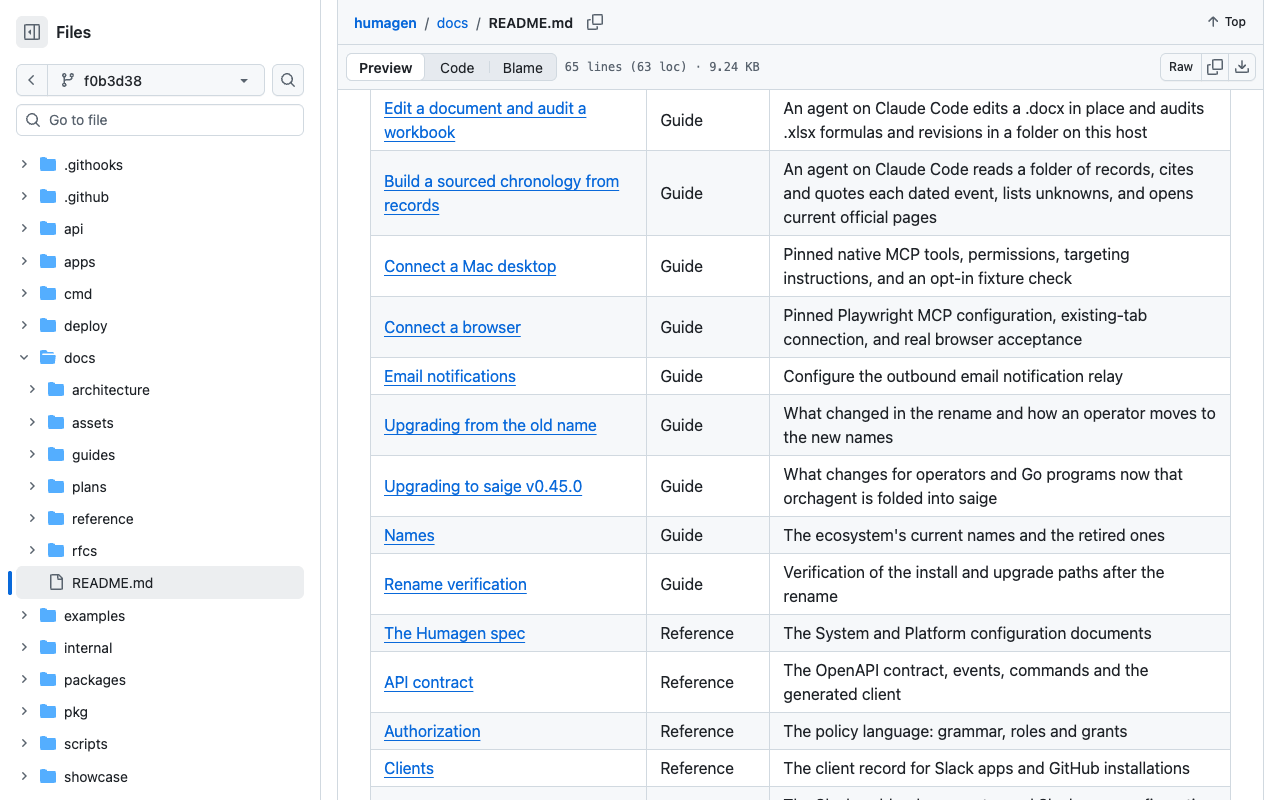 Files
f0b3d38
Go to file
.githooks
.github
api
apps
cmd
deploy
docs
architecture
assets
guides
plans
reference
rfcs
README.md
examples
internal
packages
pkg
scripts
showcase
humagen / docs / README.md
Top
Preview Code Blame 65 lines (63 loc) · 9.24 KB
Raw
Edit a document and audit a
workbook
Guide
An agent on Claude Code edits a .docx in place and audits
.xlsx formulas and revisions in a folder on this host
Build a sourced chronology from
records
Guide
An agent on Claude Code reads a folder of records, cites
and quotes each dated event, lists unknowns, and opens
current official pages
Connect a Mac desktop
Guide
Pinned native MCP tools, permissions, targeting
instructions, and an opt-in fixture check
Connect a browser
Guide
Pinned Playwright MCP configuration, existing-tab
connection, and real browser acceptance
Email notifications
Guide
Configure the outbound email notification relay
Upgrading from the old name
Guide
What changed in the rename and how an operator moves to
the new names
Upgrading to saige v0.45.0
Guide
What changes for operators and Go programs now that
orchagent is folded into saige
Names
Guide
The ecosystem's current names and the retired ones
Rename verification
Guide
Verification of the install and upgrade paths after the
rename
The Humagen spec
Reference
The System and Platform configuration documents
API contract
Reference
The OpenAPI contract, events, commands and the
generated client
Authorization
Reference
The policy language: grammar, roles and grants
Clients
Reference
The client record for Slack apps and GitHub installations